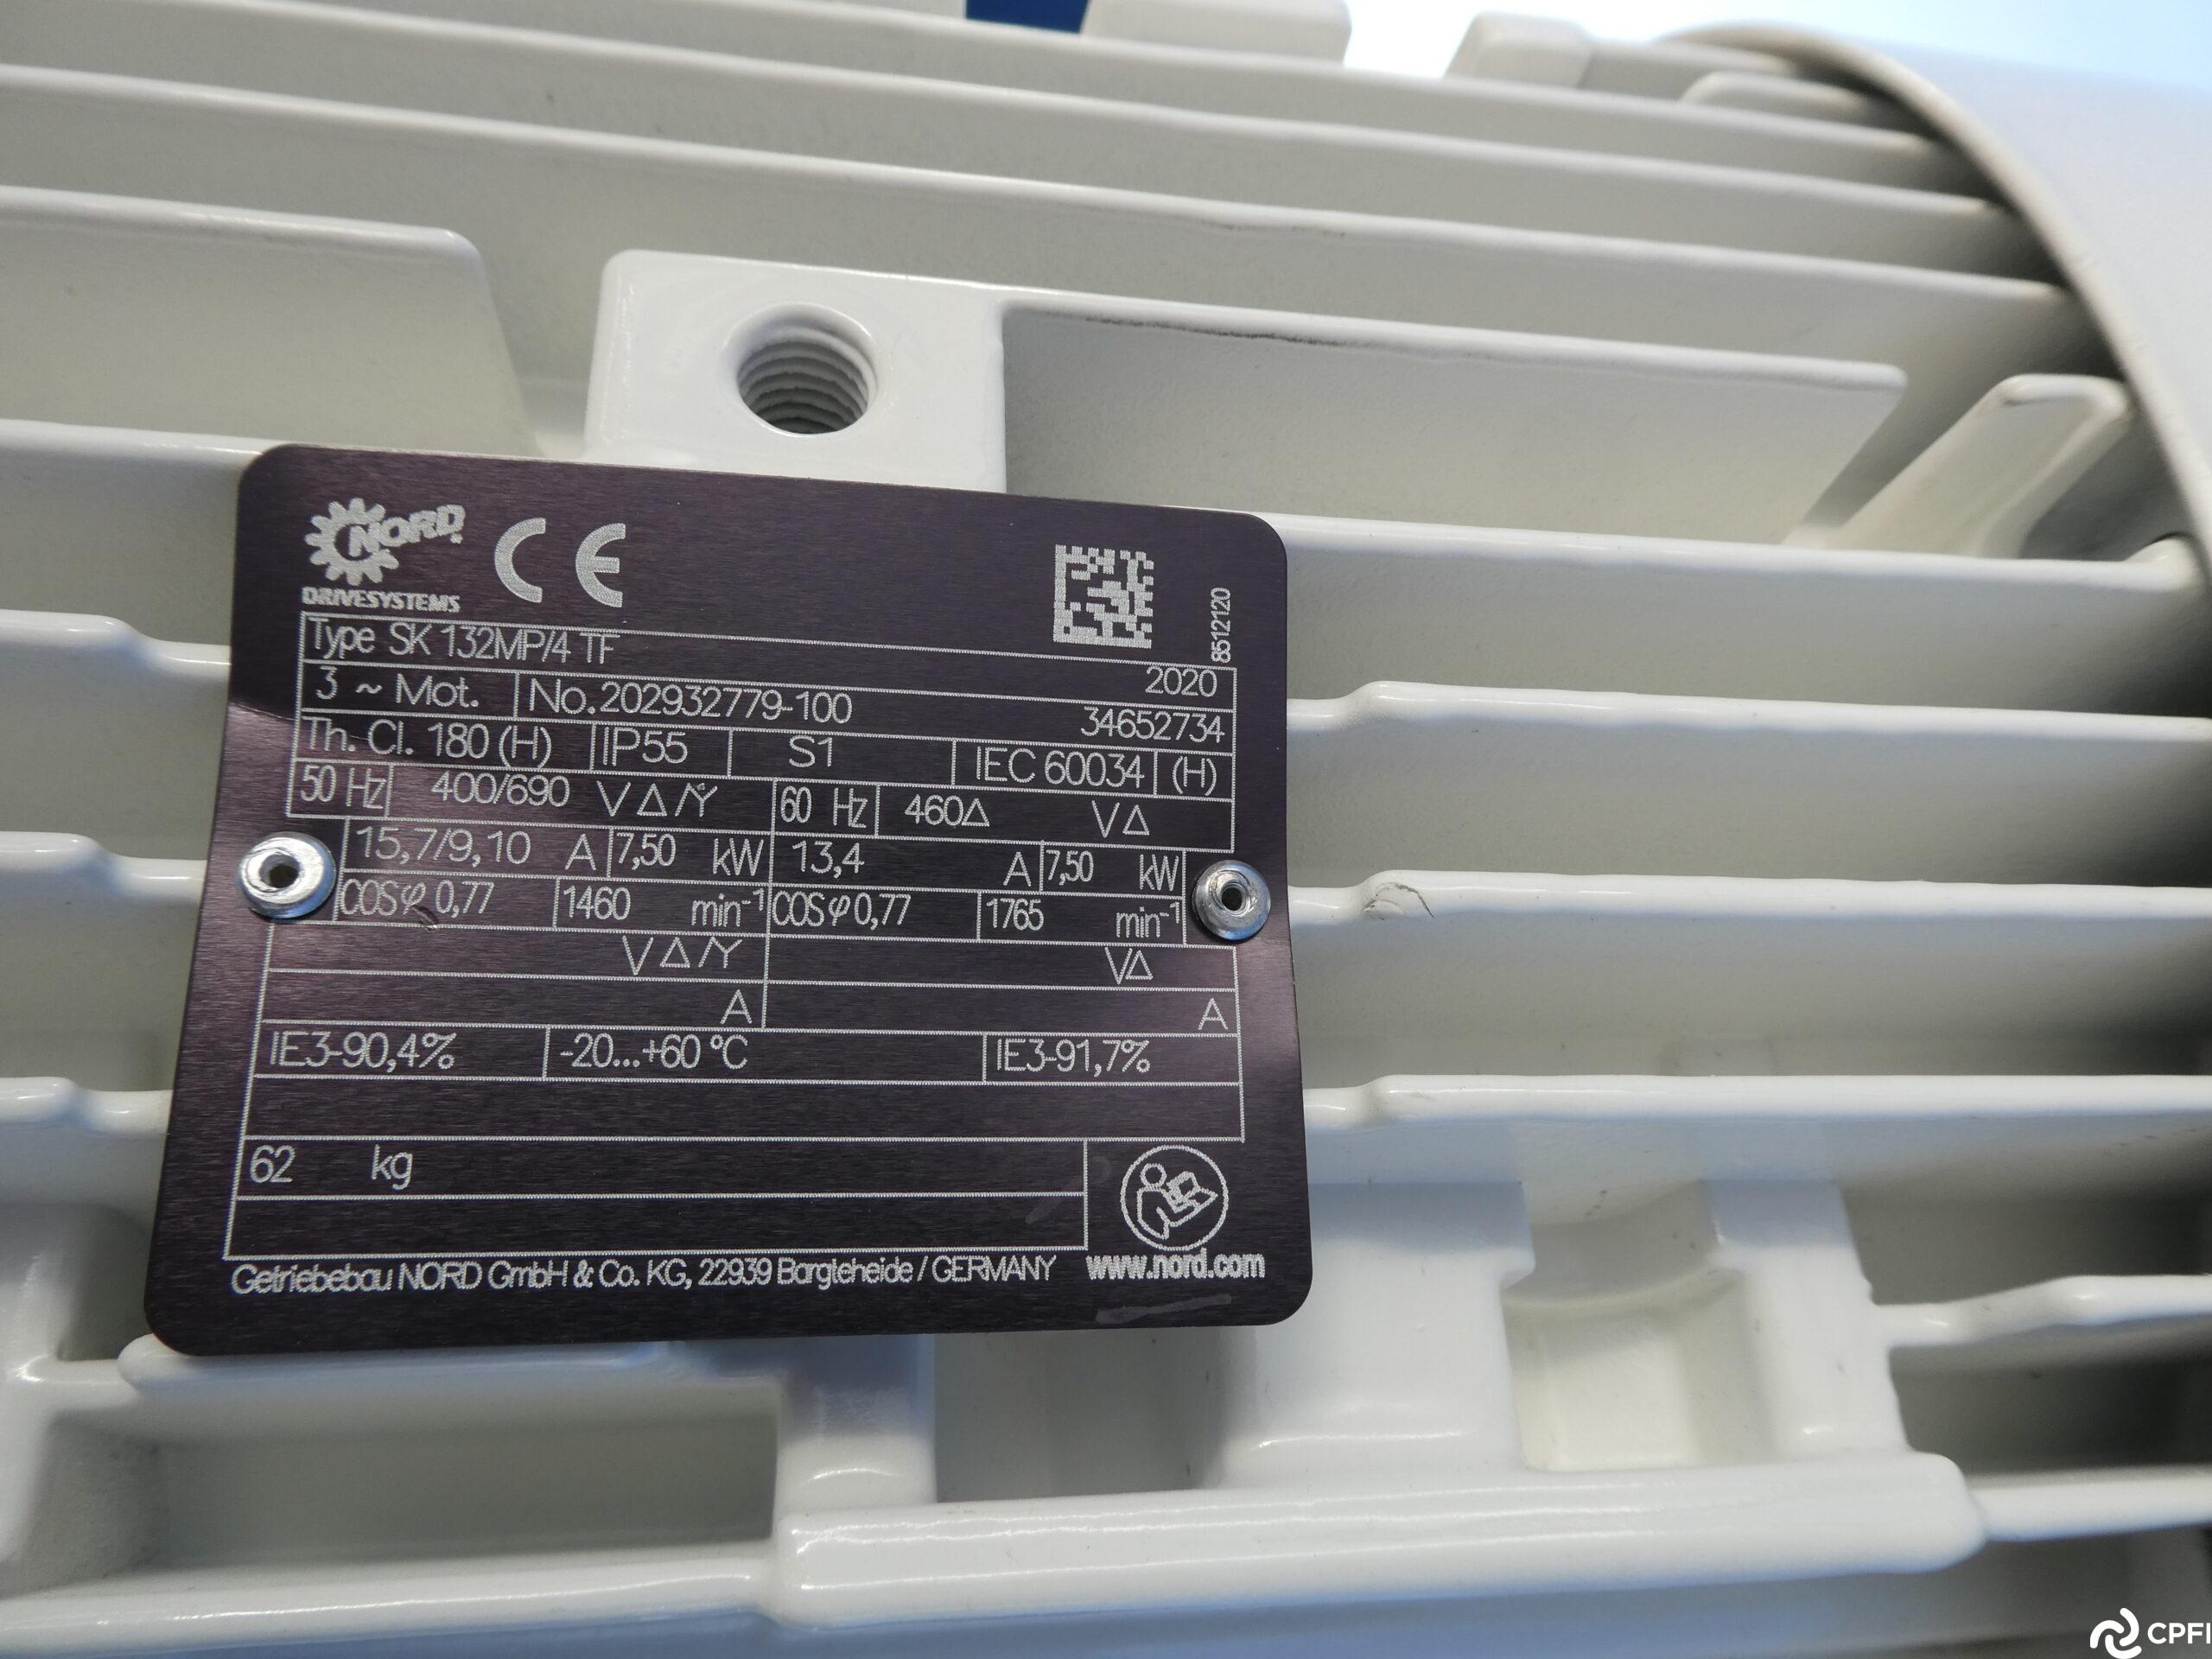 NORD
DRIVESYSTEMS
CE
8512120
Type SK 132MP/4 TF 2020
3 ~ Mot. No.202932779-100 34652734
Th. Cl. 180 (H) IP55 S1 IEC 60034 (H)
50 Hz 400/690 V Δ/Y 60 Hz 460Δ VΔ
15,7/9,10 A 7,50 kW 13,4 A 7,50 kW
COSφ 0,77 1460 min⁻¹ COSφ 0,77 1765 min⁻¹
V Δ/Y VΔ
A A
IE3-90,4% -20...+60 °C IE3-91,7%
62 kg
Getriebebau NORD GmbH & Co. KG, 22939 Bargteheide / GERMANY www.nord.com
CPFI